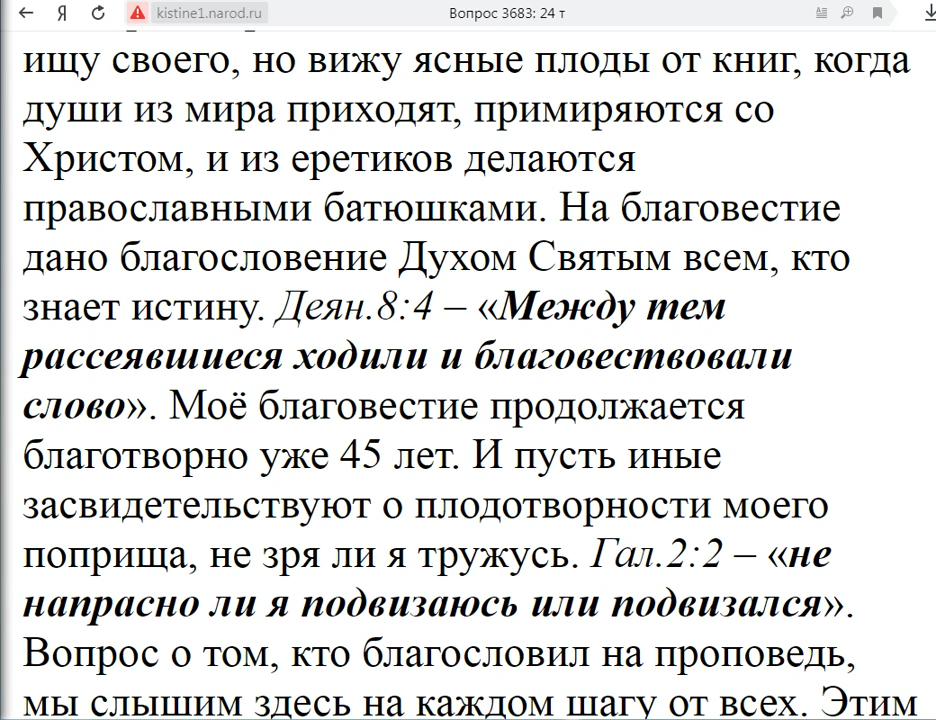 kistine1.narod.ru
Вопрос 3683: 24 т
ищу своего, но вижу ясные плоды от книг, когда
души из мира приходят, примиряются со
Христом, и из еретиков делаются
православными батюшками. На благовестие
дано благословение Духом Святым всем, кто
знает истину. Деян.8:4 – «Между тем
рассеявшиеся ходили и благовествовали
слово». Моё благовестие продолжается
благотворно уже 45 лет. И пусть иные
засвидетельствуют о плодотворности моего
поприща, не зря ли я тружусь. Гал.2:2 – «не
напрасно ли я подвизаюсь или подвизался».
Вопрос о том, кто благословил на проповедь,
мы слышим здесь на каждом шагу от всех. Этим